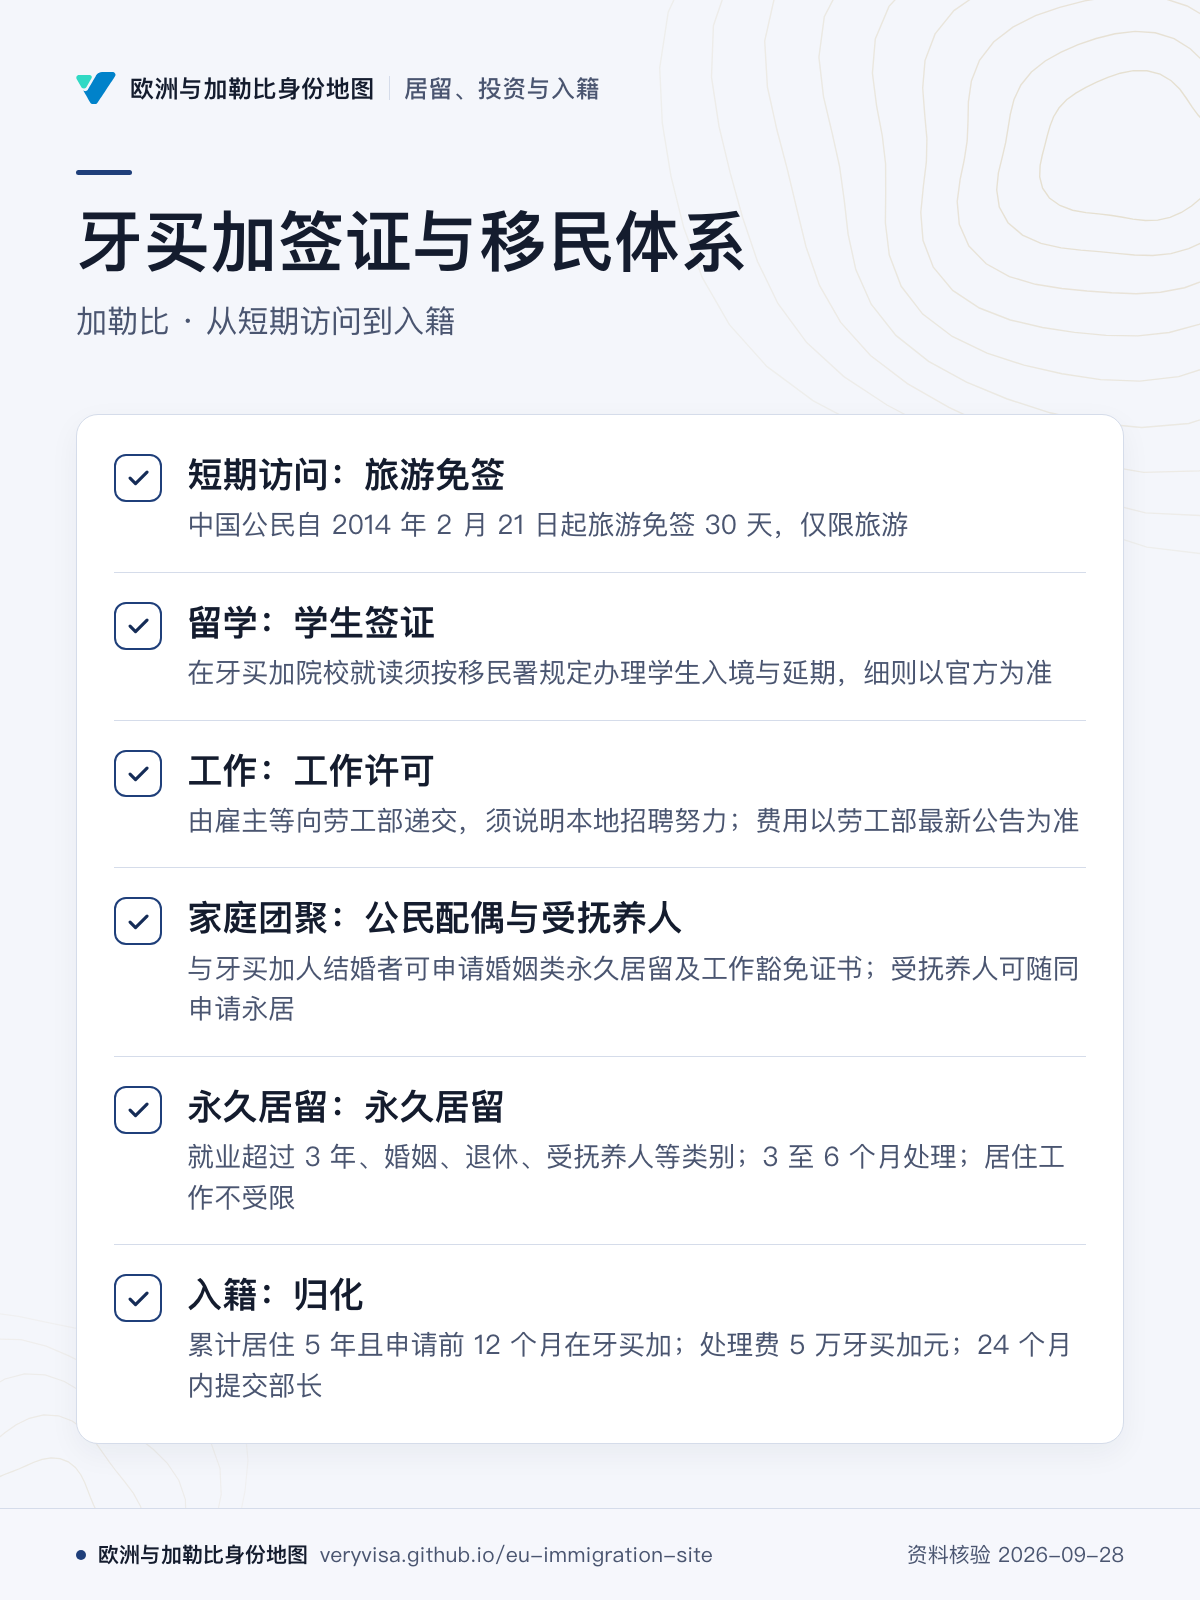 欧洲与加勒比身份地图 居留、投资与入籍
牙买加签证与移民体系
加勒比 · 从短期访问到入籍
短期访问：旅游免签
中国公民自 2014 年 2 月 21 日起旅游免签 30 天，仅限旅游
留学：学生签证
在牙买加院校就读须按移民署规定办理学生入境与延期，细则以官方为准
工作：工作许可
由雇主等向劳工部递交，须说明本地招聘努力；费用以劳工部最新公告为准
家庭团聚：公民配偶与受抚养人
与牙买加人结婚者可申请婚姻类永久居留及工作豁免证书；受抚养人可随同
申请永居
永久居留：永久居留
就业超过 3 年、婚姻、退休、受抚养人等类别；3 至 6 个月处理；居住工
作不受限
入籍：归化
累计居住 5 年且申请前 12 个月在牙买加；处理费 5 万牙买加元；24 个月
内提交部长
欧洲与加勒比身份地图 veryvisa.github.io/eu-immigration-site 资料核验 2026-09-28